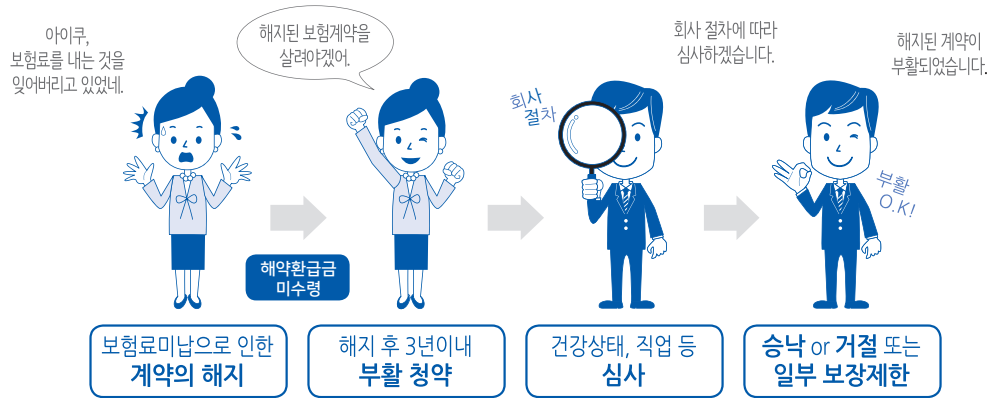 아이쿠,
보험료를 내는 것을
잊어버리고 있었네.
해지된 보험계약을
살려야겠어.
회사 절차에 따라
심사하겠습니다.
해지된 계약이
부활되었습니다.
회사
절차
부활
O.K!
해약환급금
미수령
보험료미납으로 인한
계약의 해지
해지 후 3년이내
부활 청약
건강상태, 직업 등
심사
승낙 or 거절 또는
일부 보장제한